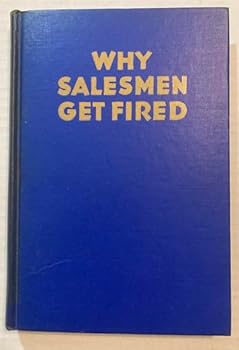 WHY
SALESMEN
GET FIRED